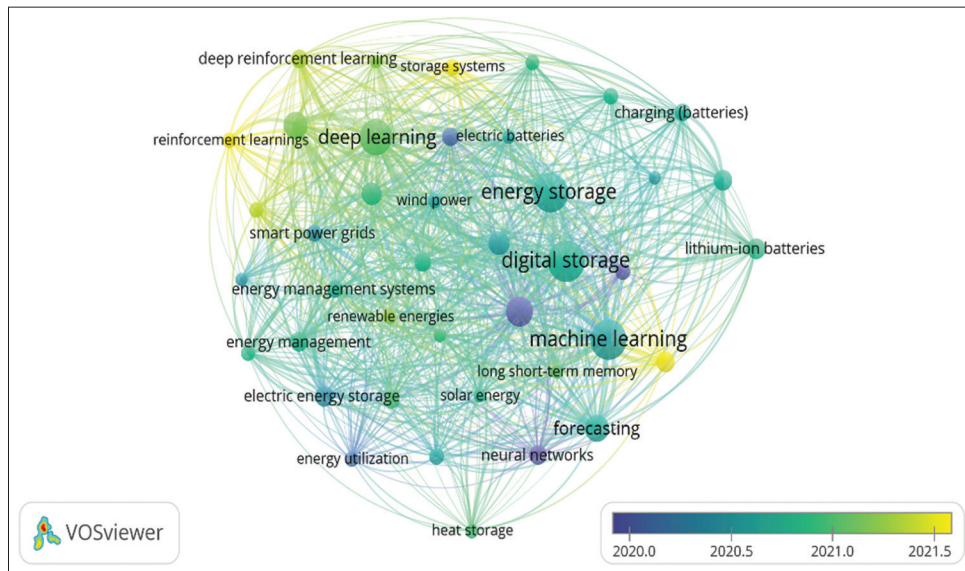 deep reinforcement learning
storage systems
charging (batteries)
reinforcement learnings
deep learning
electric batteries
energy storage
wind power
smart power grids
lithium-ion batteries
digital storage
energy management systems
renewable energies
machine learning
energy management
long short-term memory
electric energy storage
solar energy
forecasting
energy utilization
neural networks
heat storage
VOSviewer
2020.0 2020.5 2021.0 2021.5